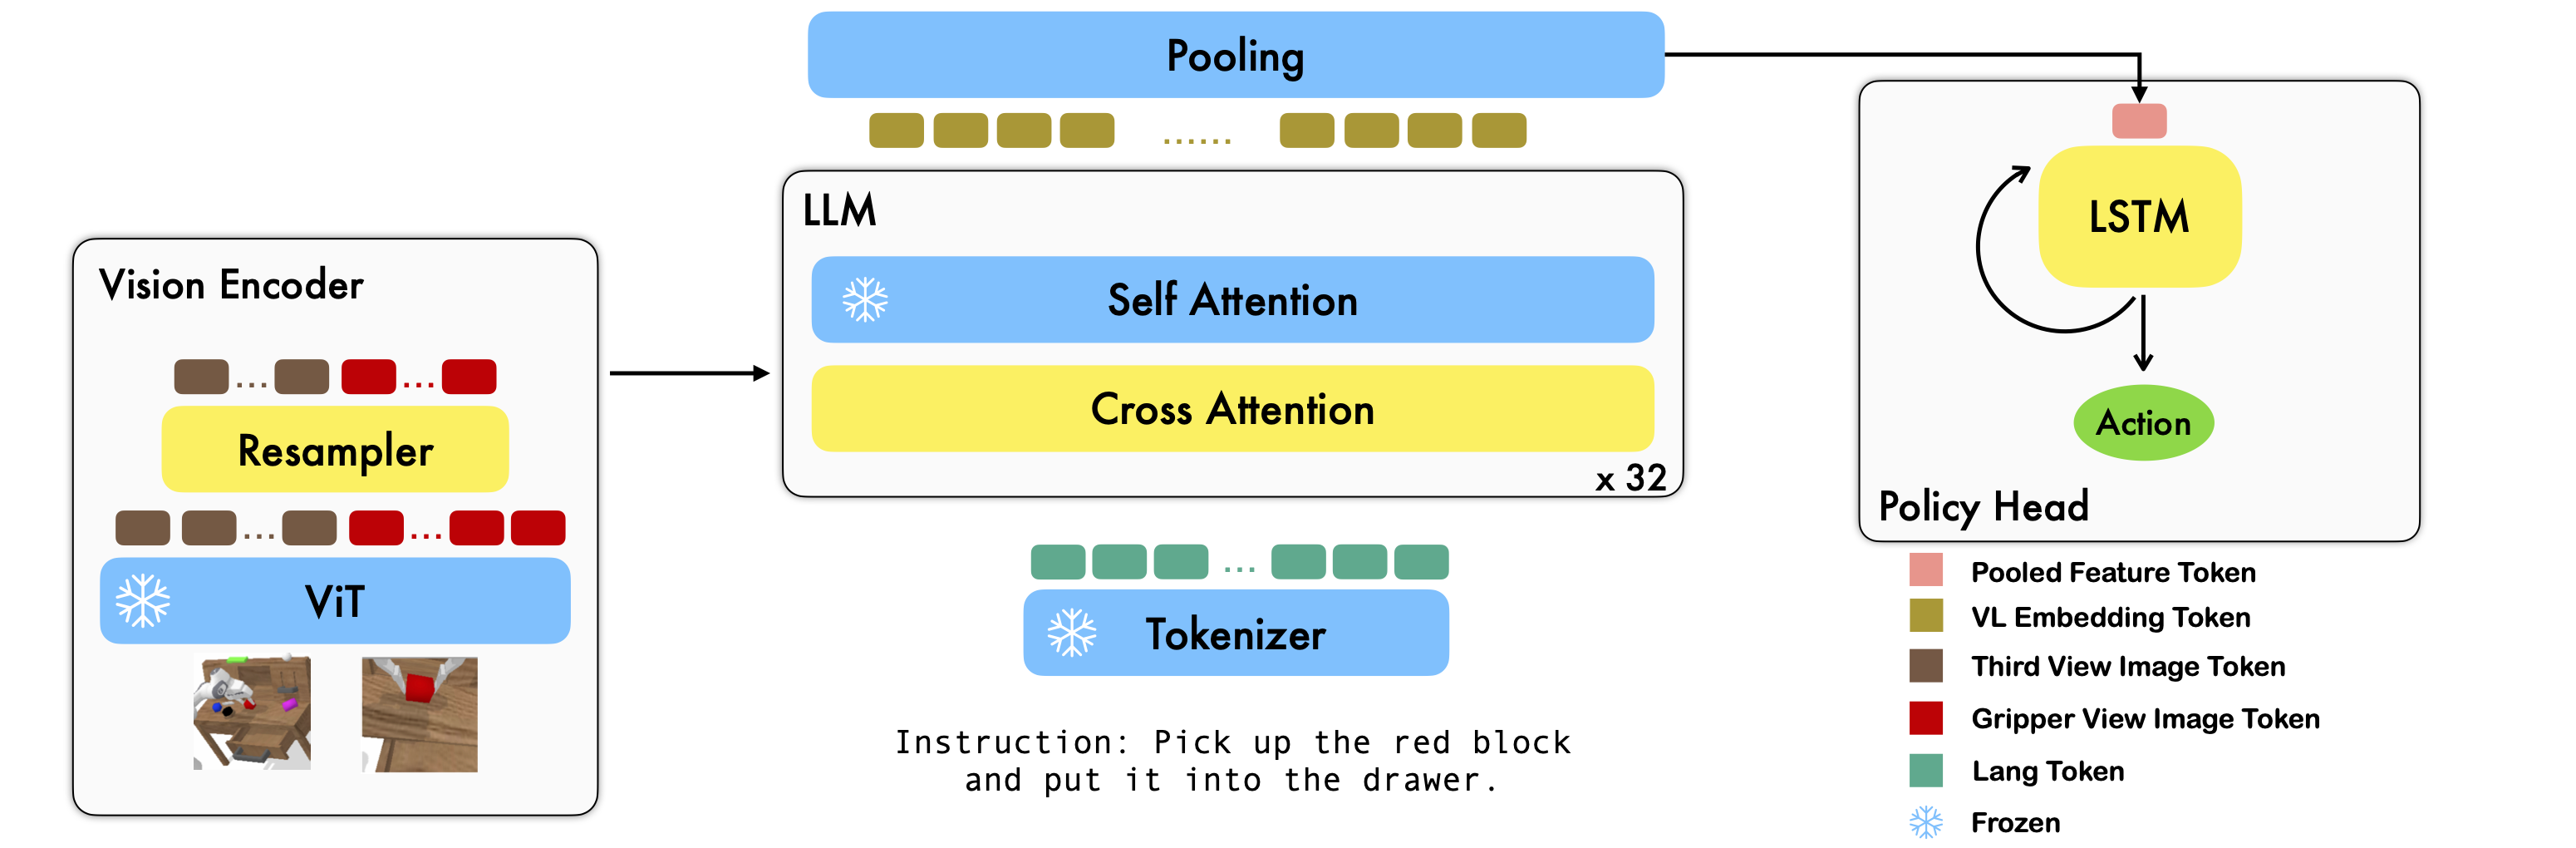 Pooling
......
LLM
Self Attention
Cross Attention
x 32
Vision Encoder
... ...
Resampler
... ...
ViT
...
Tokenizer
Instruction: Pick up the red block
and put it into the drawer.
LSTM
Action
Policy Head
Pooled Feature Token
VL Embedding Token
Third View Image Token
Gripper View Image Token
Lang Token
Frozen